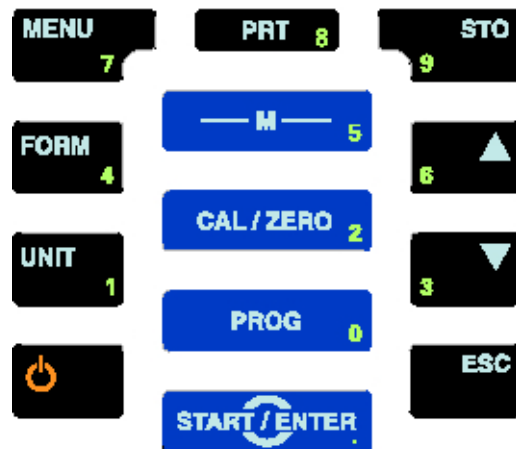 MENU 7
PRT 8
STO 9
— M — 5
FORM 4
6
CAL / ZERO 2
UNIT 1
3
PROG 0
ESC
START / ENTER .